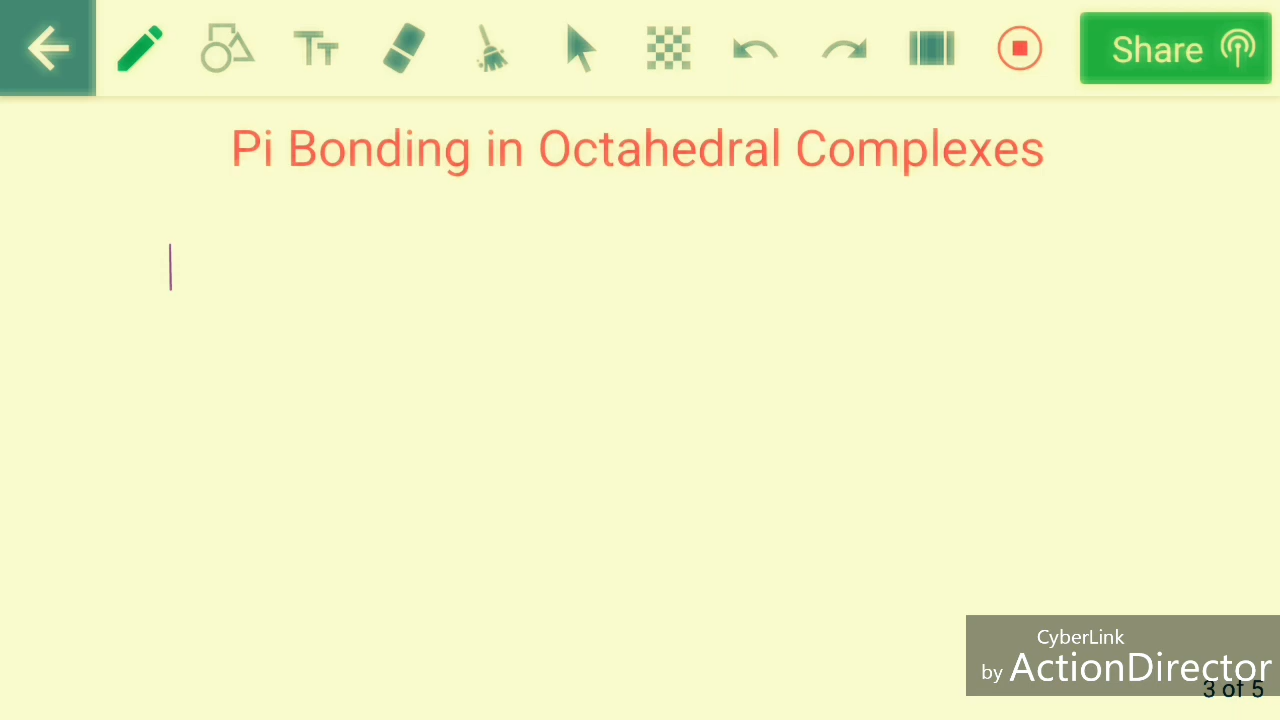 Share
Pi Bonding in Octahedral Complexes
CyberLink
by ActionDirector
3 of 5